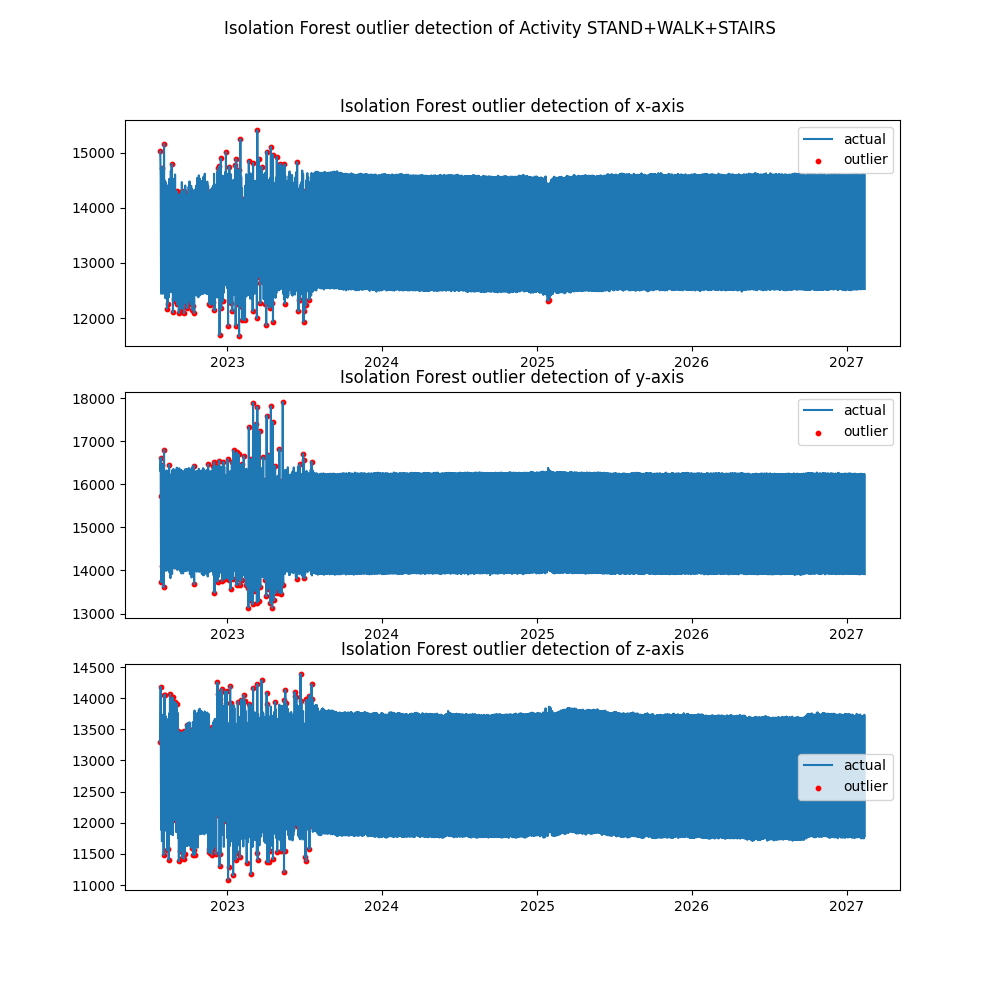 Isolation Forest outlier detection of Activity STAND+WALK+STAIRS
Isolation Forest outlier detection of x-axis
15000
14000
13000
12000
actual
outlier
2023 2024 2025 2026 2027
Isolation Forest outlier detection of y-axis
18000
17000
16000
15000
14000
13000
actual
outlier
2023 2024 2025 2026 2027
Isolation Forest outlier detection of z-axis
14500
14000
13500
13000
12500
12000
11500
11000
actual
outlier
2023 2024 2025 2026 2027